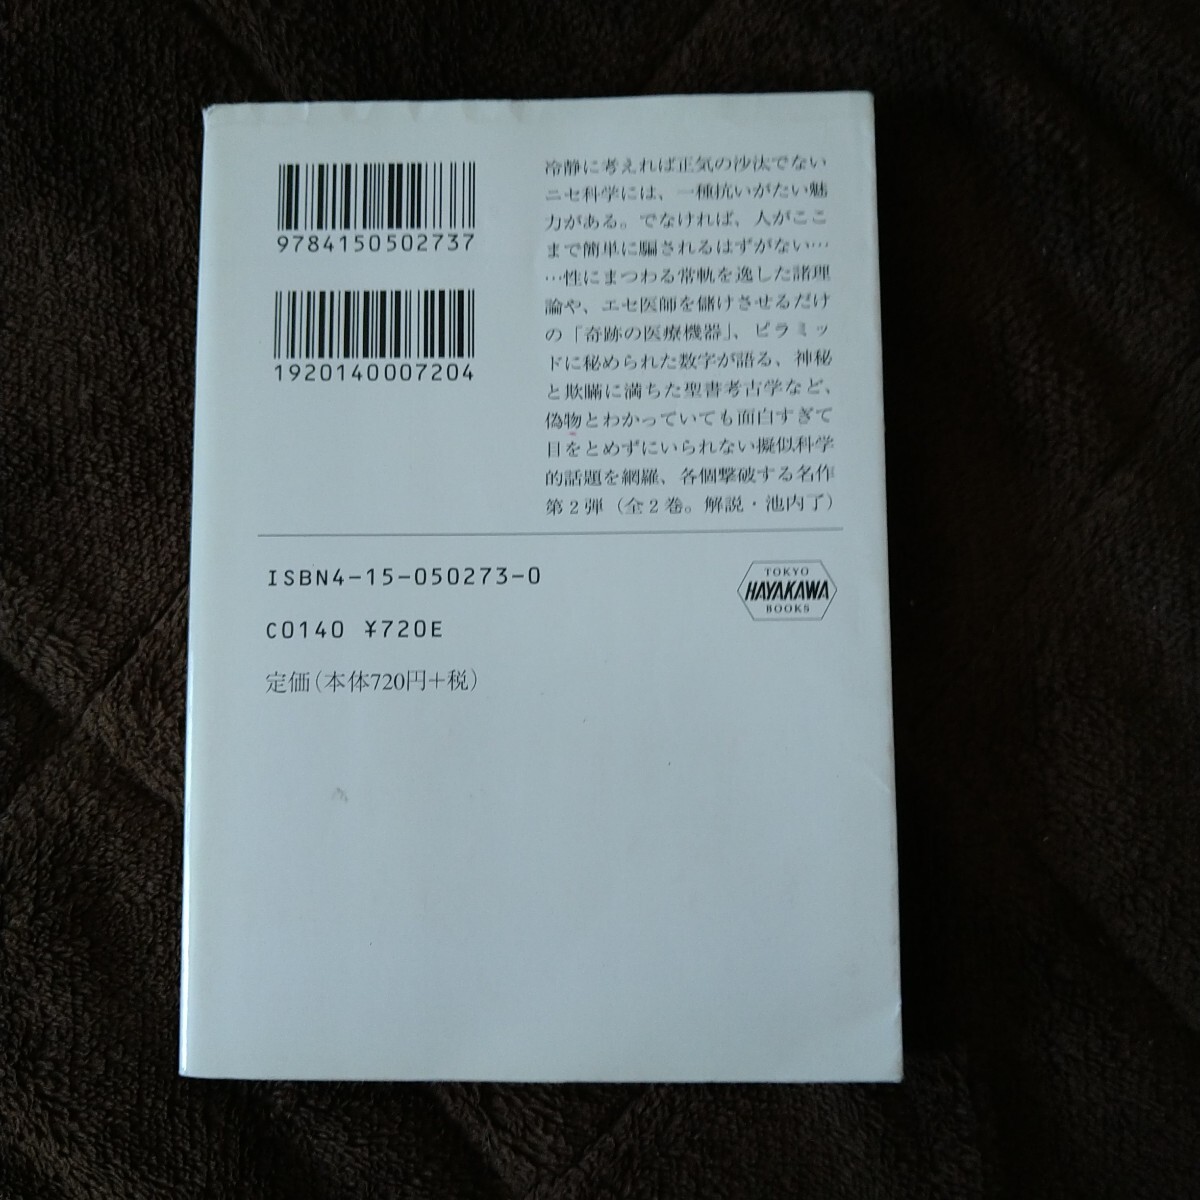 9784150502737
1920140007204
冷静に考えれば正気の沙汰でない
ニセ科学には、一種抗いがたい魅
力がある。でなければ、人がここ
まで簡単に騙されるはずがない…
…性にまつわる常軌を逸した諸理
論や、エセ医師を儲けさせるだけ
の「奇跡の医療機器」、ピラミッ
ドに秘められた数字が語る、神秘
と欺瞞に満ちた聖書考古学など、
偽物とわかっていても面白すぎて
目をとめずにいられない擬似科学
的話題を網羅、各個撃破する名作
第2弾（全2巻。解説・池内了）
ISBN4-15-050273-0
C0140 ¥720E
定価(本体720円+税)
TOKYO
HAYAKAWA
BOOKS